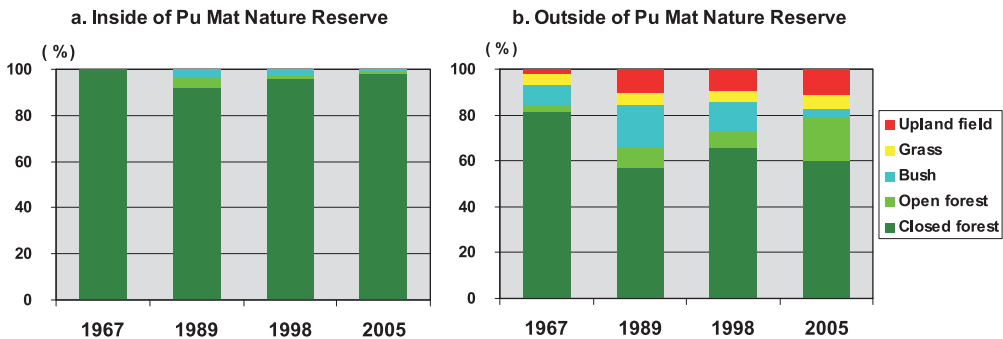 a. Inside of Pu Mat Nature Reserve
( %)
100
80
60
40
20
0
1967 1989 1998 2005
b. Outside of Pu Mat Nature Reserve
(%)
100
80
60
40
20
0
1967 1989 1998 2005
Upland field
Grass
Bush
Open forest
Closed forest